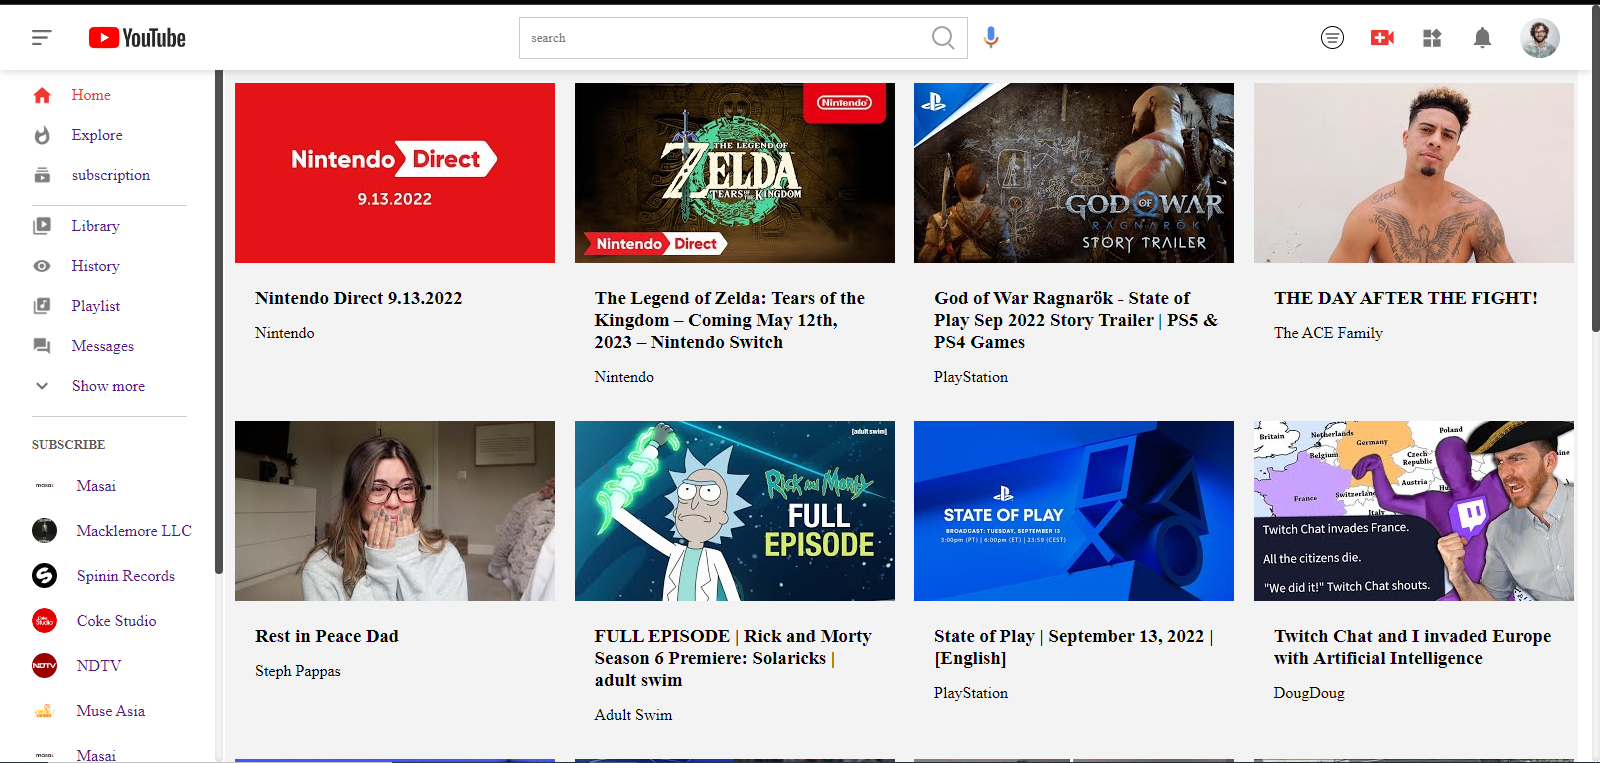 YouTube
search
Home
Explore
subscription
Library
History
Playlist
Messages
Show more
SUBSCRIBE
masai.
Masai
Macklemore LLC
Spinin Records
Coke Studio
Coke Studio
NDTV
NDTV
Muse Asia
masai.
Masai
Nintendo Direct
9.13.2022
Nintendo Direct 9.13.2022
Nintendo
Nintendo
THE LEGEND OF
ZELDA
TEARS OF THE KINGDOM
Nintendo Direct
The Legend of Zelda: Tears of the
Kingdom – Coming May 12th,
2023 – Nintendo Switch
Nintendo
GOD OF WAR
RAGNARÖK
STORY TRAILER
God of War Ragnarök - State of
Play Sep 2022 Story Trailer | PS5 &
PS4 Games
PlayStation
Steel
THE DAY AFTER THE FIGHT!
The ACE Family
Rest in Peace Dad
Steph Pappas
[adult swim]
Rick and Morty
FULL
EPISODE
FULL EPISODE | Rick and Morty
Season 6 Premiere: Solaricks |
adult swim
Adult Swim
STATE OF PLAY
BROADCAST: TUESDAY, SEPTEMBER 13
3:00pm (PT) | 6:00pm (ET) | 23:59 (CEST)
State of Play | September 13, 2022 |
[English]
PlayStation
Britain
Netherlands
Poland
Germany
Belgium
Czech
Republic
ine
Austria
Hu
France
Switzerlan
Italy
Twitch Chat invades France.
All the citizens die.
"We did it!" Twitch Chat shouts.
Twitch Chat and I invaded Europe
with Artificial Intelligence
DougDoug